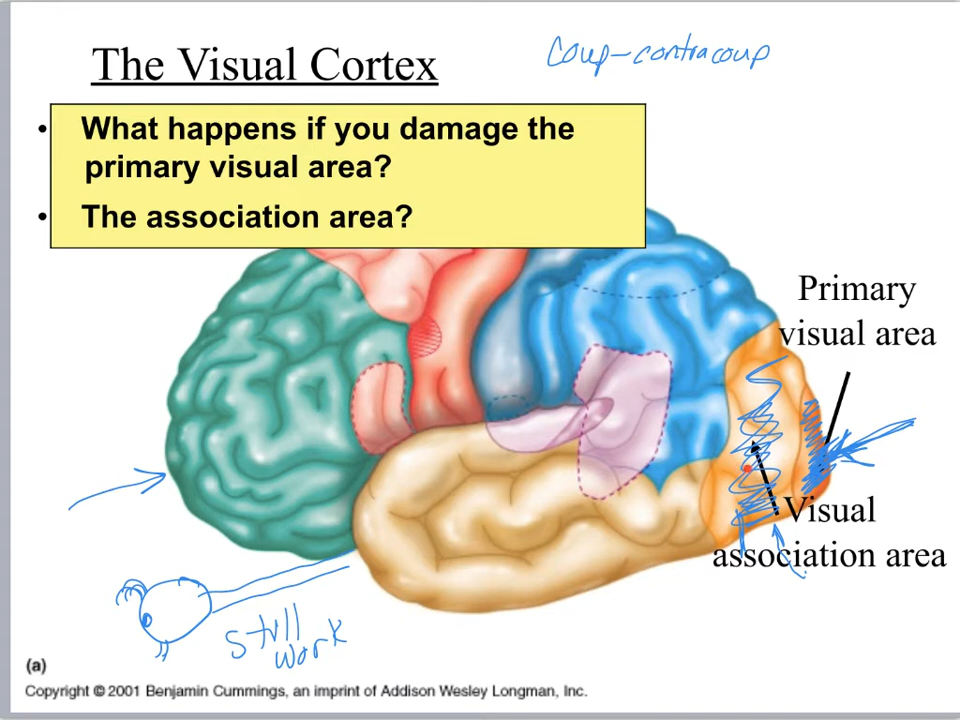 The Visual Cortex
Coup-contracoup
• What happens if you damage the
primary visual area?
• The association area?
Primary
visual area
Visual
association area
Still
work
(a)
Copyright © 2001 Benjamin Cummings, an imprint of Addison Wesley Longman, Inc.